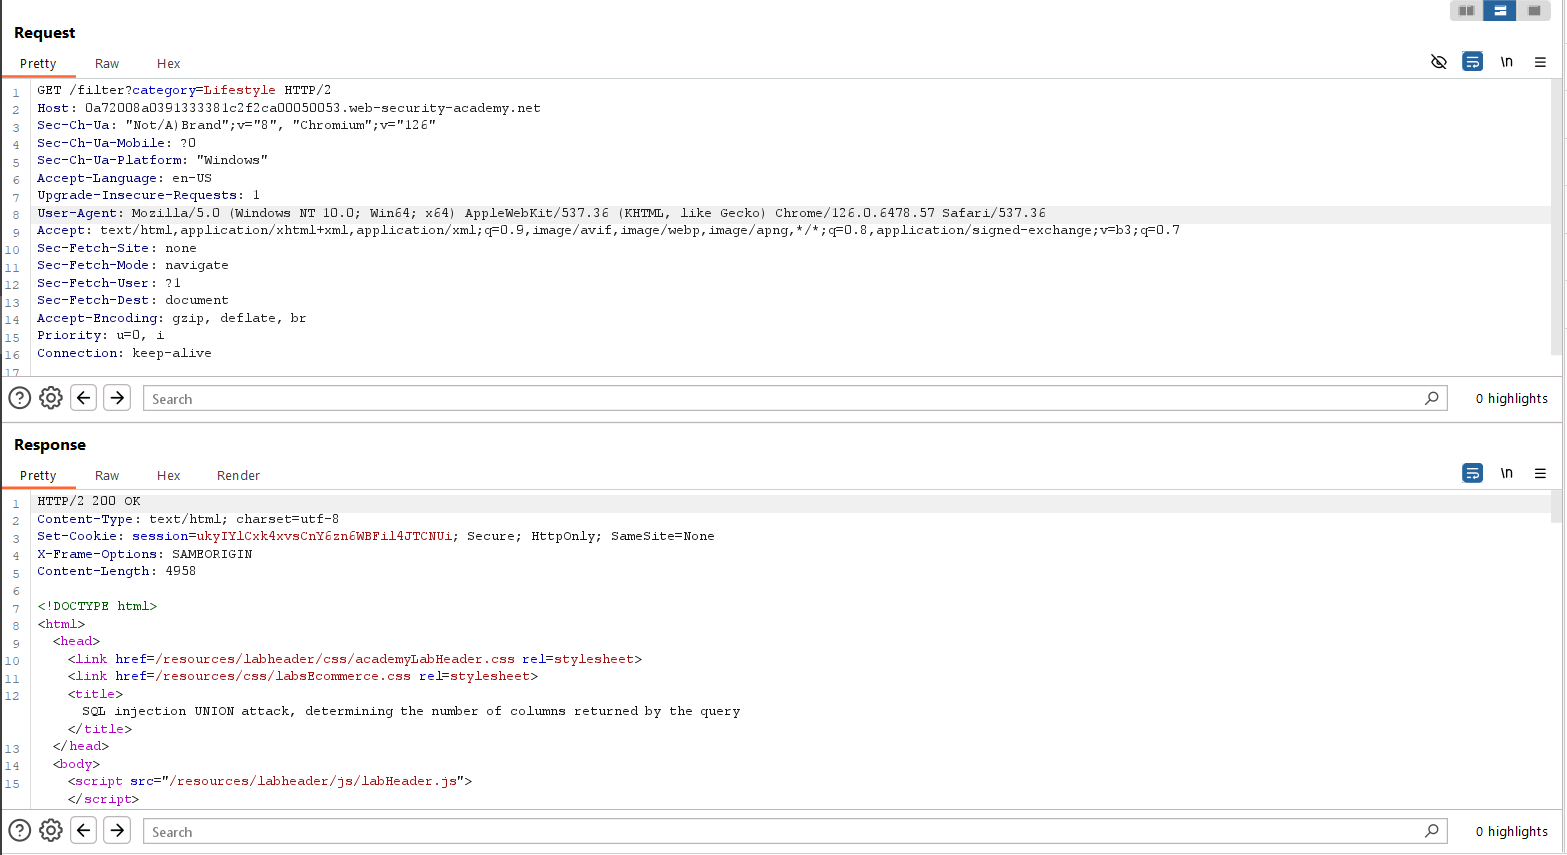 Request
Pretty Raw Hex
\n
1 GET /filter?category=Lifestyle HTTP/2
2 Host: 0a72008a0391333381c2f2ca00050053.web-security-academy.net
3 Sec-Ch-Ua: "Not/A)Brand";v="8", "Chromium";v="126"
4 Sec-Ch-Ua-Mobile: ?0
5 Sec-Ch-Ua-Platform: "Windows"
6 Accept-Language: en-US
7 Upgrade-Insecure-Requests: 1
8 User-Agent: Mozilla/5.0 (Windows NT 10.0; Win64; x64) AppleWebKit/537.36 (KHTML, like Gecko) Chrome/126.0.6478.57 Safari/537.36
9 Accept: text/html,application/xhtml+xml,application/xml;q=0.9,image/avif,image/webp,image/apng,*/*;q=0.8,application/signed-exchange;v=b3;q=0.7
10 Sec-Fetch-Site: none
11 Sec-Fetch-Mode: navigate
12 Sec-Fetch-User: ?1
13 Sec-Fetch-Dest: document
14 Accept-Encoding: gzip, deflate, br
15 Priority: u=0, i
16 Connection: keep-alive
17
Search
0 highlights
Response
Pretty Raw Hex Render
\n
1 HTTP/2 200 OK
2 Content-Type: text/html; charset=utf-8
3 Set-Cookie: session=ukyIYlCxk4xvsCnY6zn6WBFil4JTCNUi; Secure; HttpOnly; SameSite=None
4 X-Frame-Options: SAMEORIGIN
5 Content-Length: 4958
6
7 <!DOCTYPE html>
8 <html>
9 <head>
10 <link href=/resources/labheader/css/academyLabHeader.css rel=stylesheet>
11 <link href=/resources/css/labsEcommerce.css rel=stylesheet>
12 <title>
SQL injection UNION attack, determining the number of columns returned by the query
</title>
13 </head>
14 <body>
15 <script src="/resources/labheader/js/labHeader.js">
</script>
Search
0 highlights